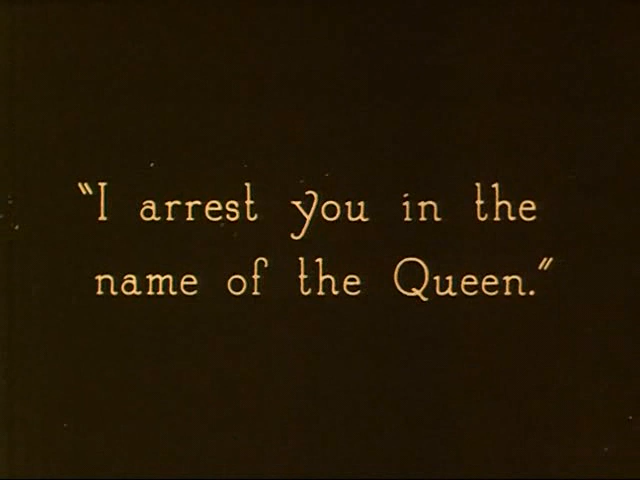 "I arrest you in the
name of the Queen."